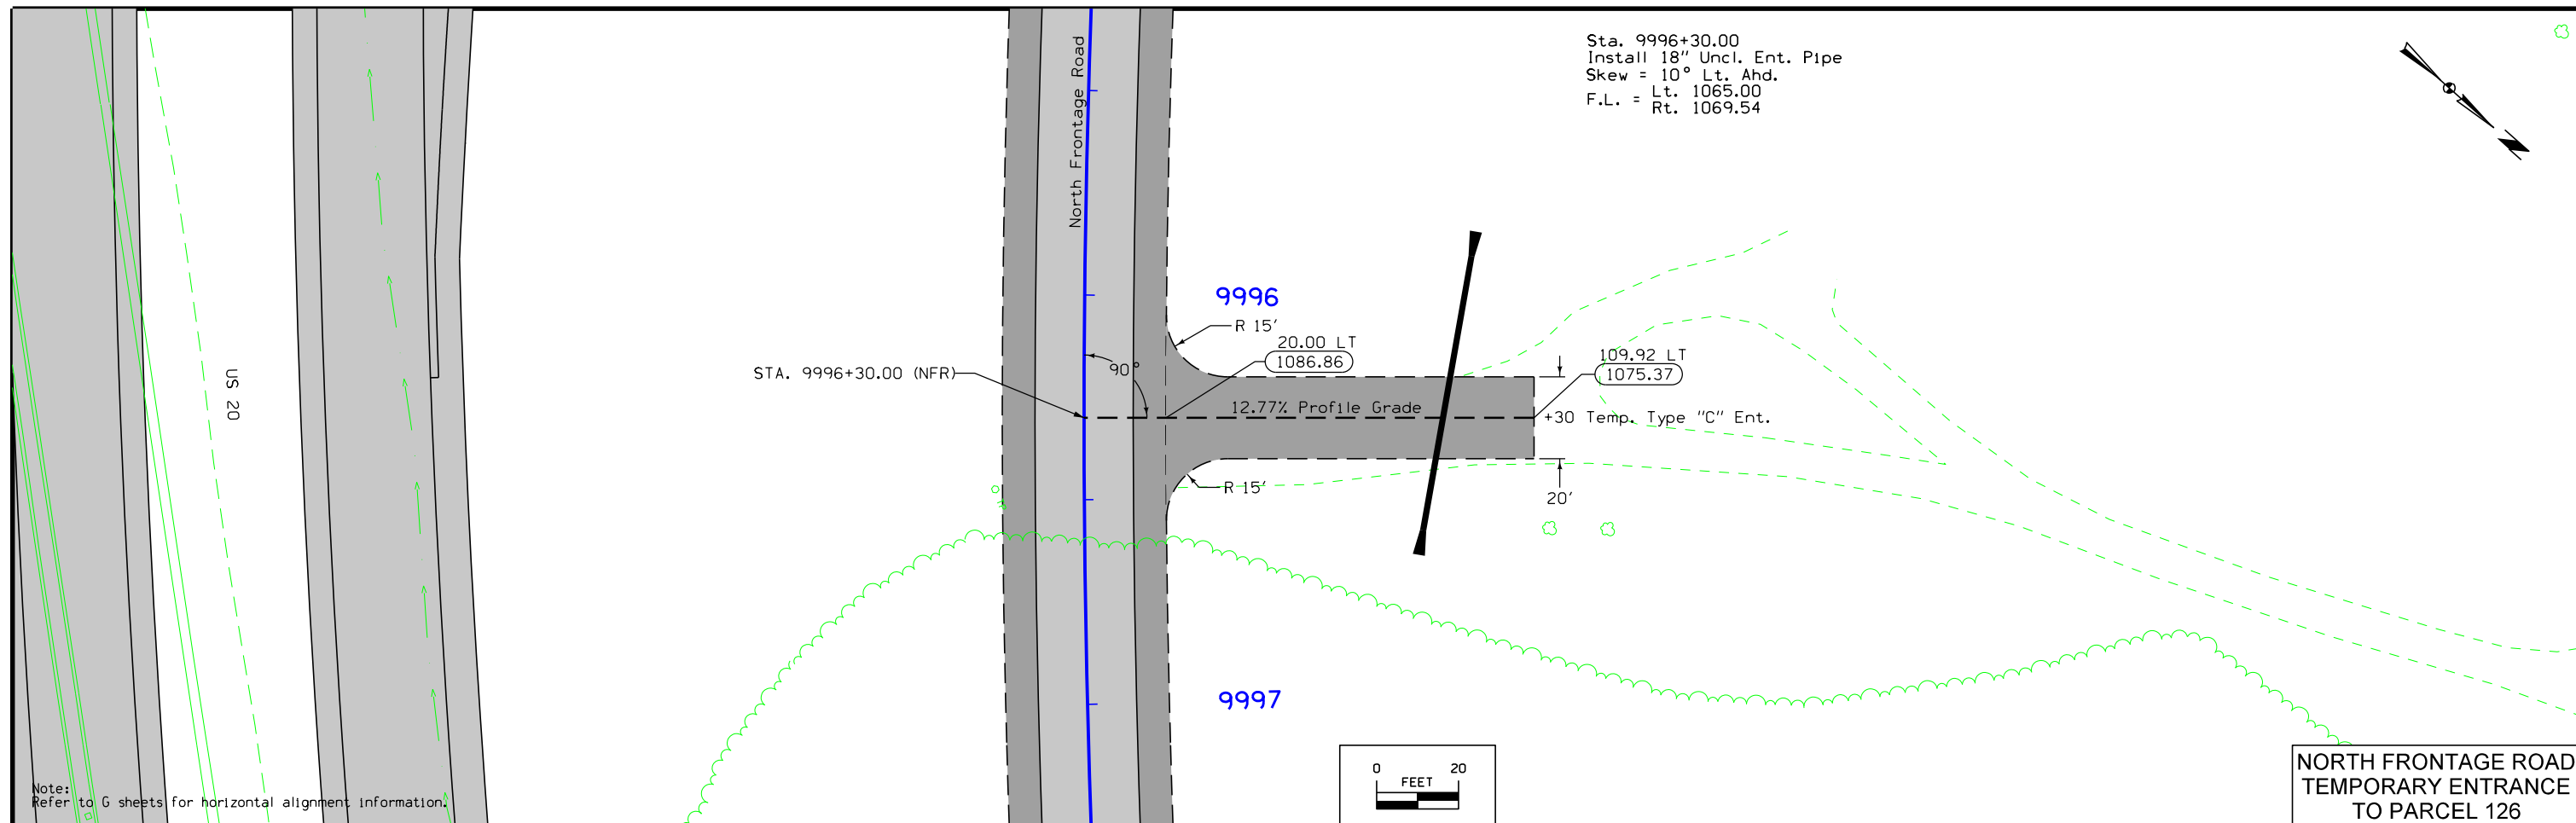 Sta. 9996+30.00
Install 18" Uncl. Ent. Pipe
Skew = 10° Lt. Ahd.
F.L. = Lt. 1065.00
Rt. 1069.54
North Frontage Road
9996
R 15'
20.00 LT
1086.86
109.92 LT
1075.37
STA. 9996+30.00 (NFR)
90°
12.77% Profile Grade
+30 Temp. Type "C" Ent.
US 20
R 15'
20'
9997
0 20
FEET
Note:
Refer to G sheets for horizontal alignment information.
NORTH FRONTAGE ROAD
TEMPORARY ENTRANCE
TO PARCEL 126
N